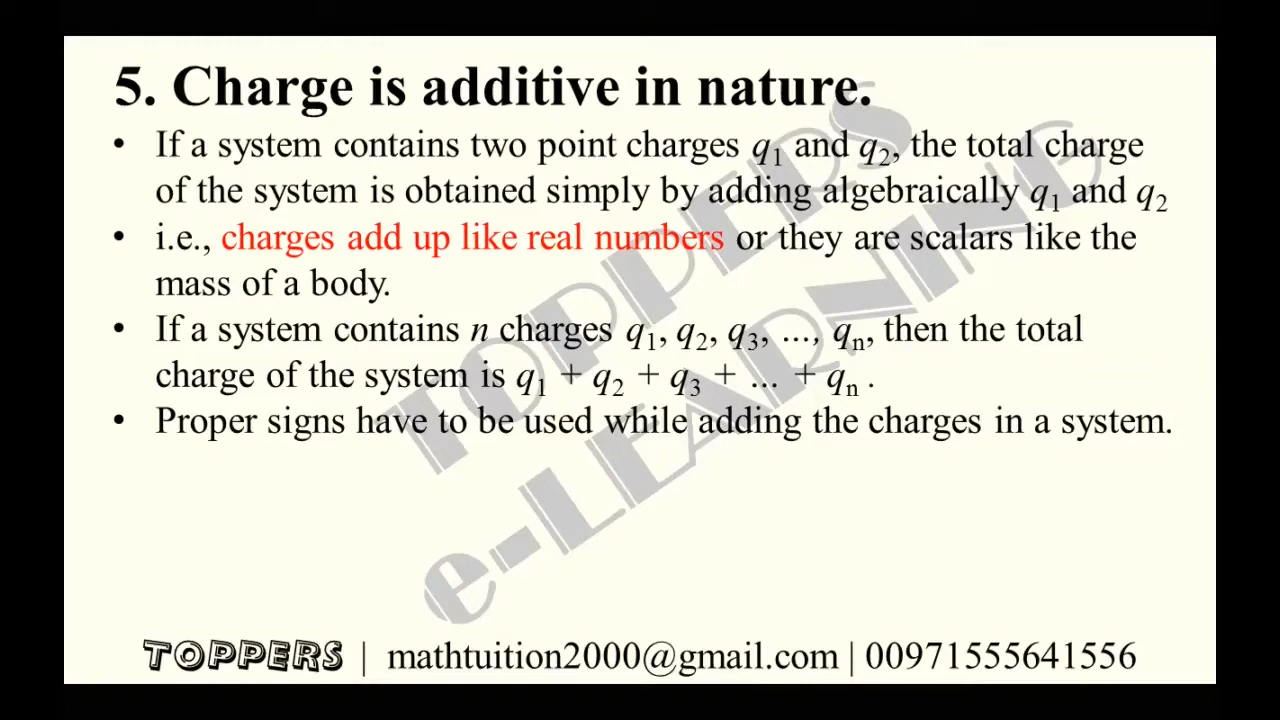 5. Charge is additive in nature.
• If a system contains two point charges q₁ and q₂, the total charge
of the system is obtained simply by adding algebraically q₁ and q₂
• i.e., charges add up like real numbers or they are scalars like the
mass of a body.
• If a system contains n charges q₁, q₂, q₃, ..., qₙ, then the total
charge of the system is q₁ + q₂ + q₃ + ... + qₙ .
• Proper signs have to be used while adding the charges in a system.
TOPPERS
e-LEARNING
TOPPERS | mathtuition2000@gmail.com | 00971555641556